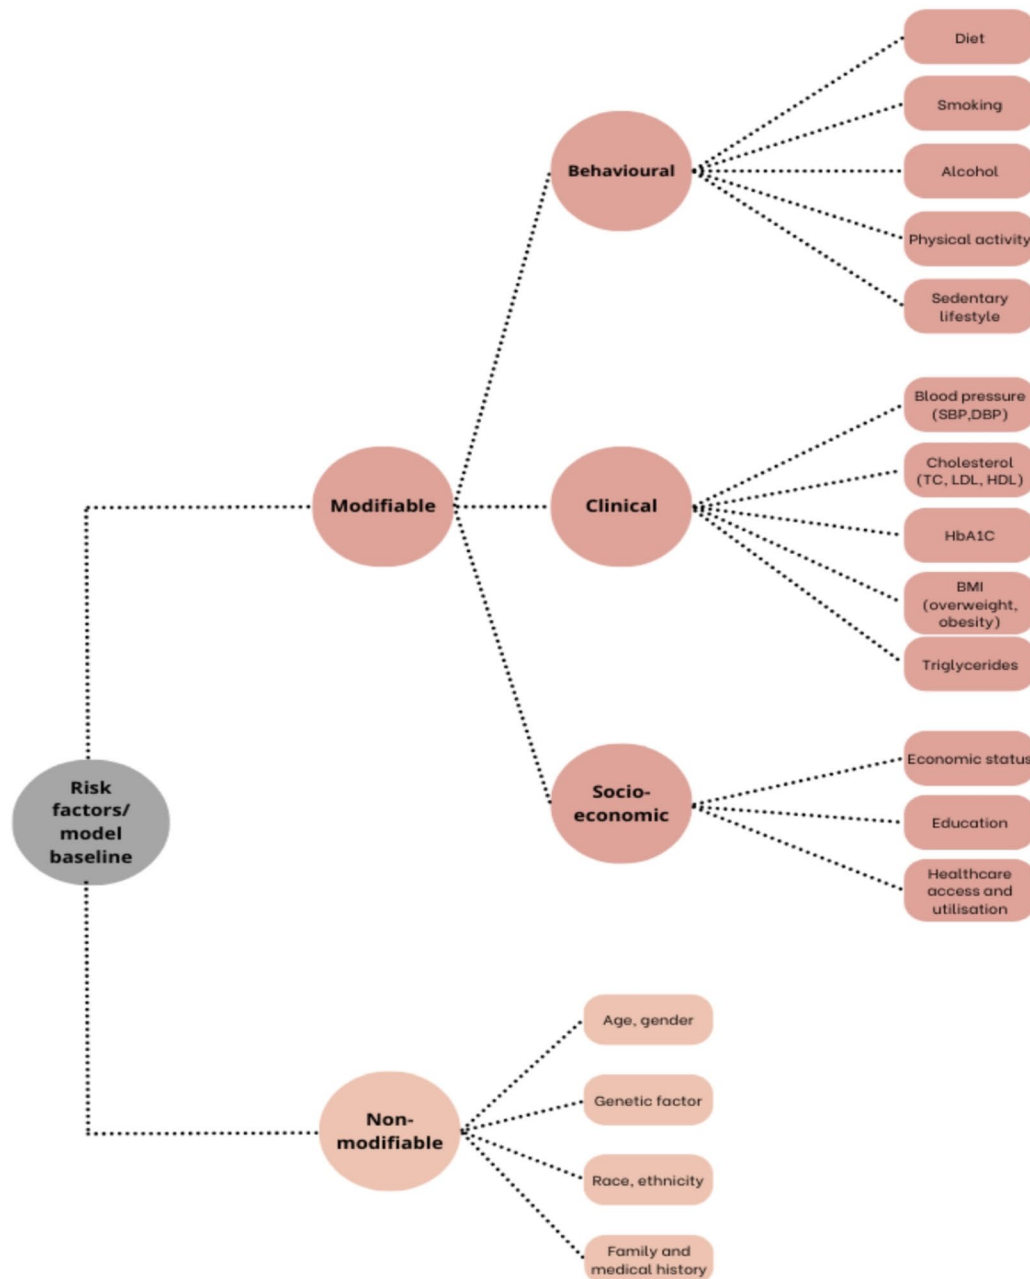 Diet
Smoking
Behavioural
Alcohol
Physical activity
Sedentary
lifestyle
Blood pressure
(SBP,DBP)
Cholesterol
(TC, LDL, HDL)
Modifiable
Clinical
HbA1C
BMI
(overweight,
obesity)
Triglycerides
Socio-
economic
Economic status
Education
Healthcare
access and
utilisation
Risk
factors/
model
baseline
Non-
modifiable
Age, gender
Genetic factor
Race, ethnicity
Family and
medical history